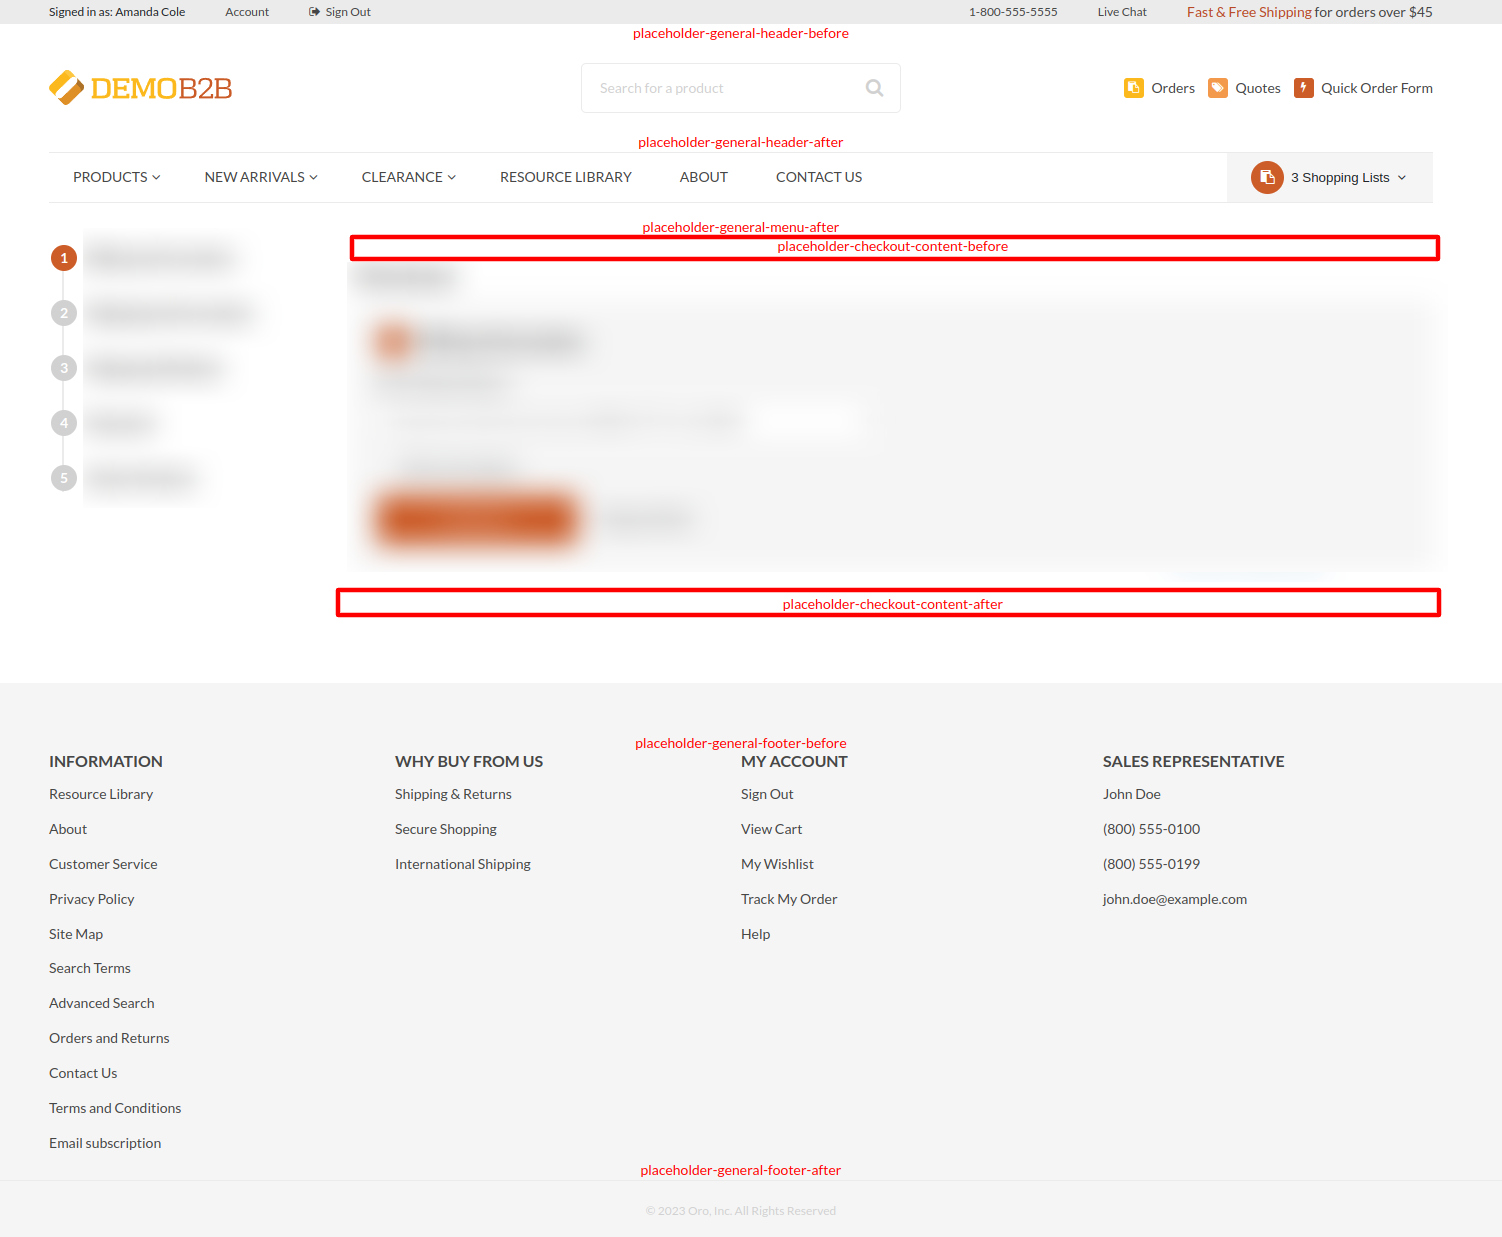 Signed in as: Amanda Cole Account Sign Out 1-800-555-5555 Live Chat Fast & Free Shipping for orders over $45
placeholder-general-header-before
DEMOB2B Search for a product Orders Quotes Quick Order Form
placeholder-general-header-after
PRODUCTS NEW ARRIVALS CLEARANCE RESOURCE LIBRARY ABOUT CONTACT US 3 Shopping Lists
placeholder-general-menu-after
placeholder-checkout-content-before
1
2
3
4
5
placeholder-checkout-content-after
placeholder-general-footer-before
INFORMATION
Resource Library
About
Customer Service
Privacy Policy
Site Map
Search Terms
Advanced Search
Orders and Returns
Contact Us
Terms and Conditions
Email subscription
WHY BUY FROM US
Shipping & Returns
Secure Shopping
International Shipping
MY ACCOUNT
Sign Out
View Cart
My Wishlist
Track My Order
Help
SALES REPRESENTATIVE
John Doe
(800) 555-0100
(800) 555-0199
john.doe@example.com
placeholder-general-footer-after
© 2023 Oro, Inc. All Rights Reserved